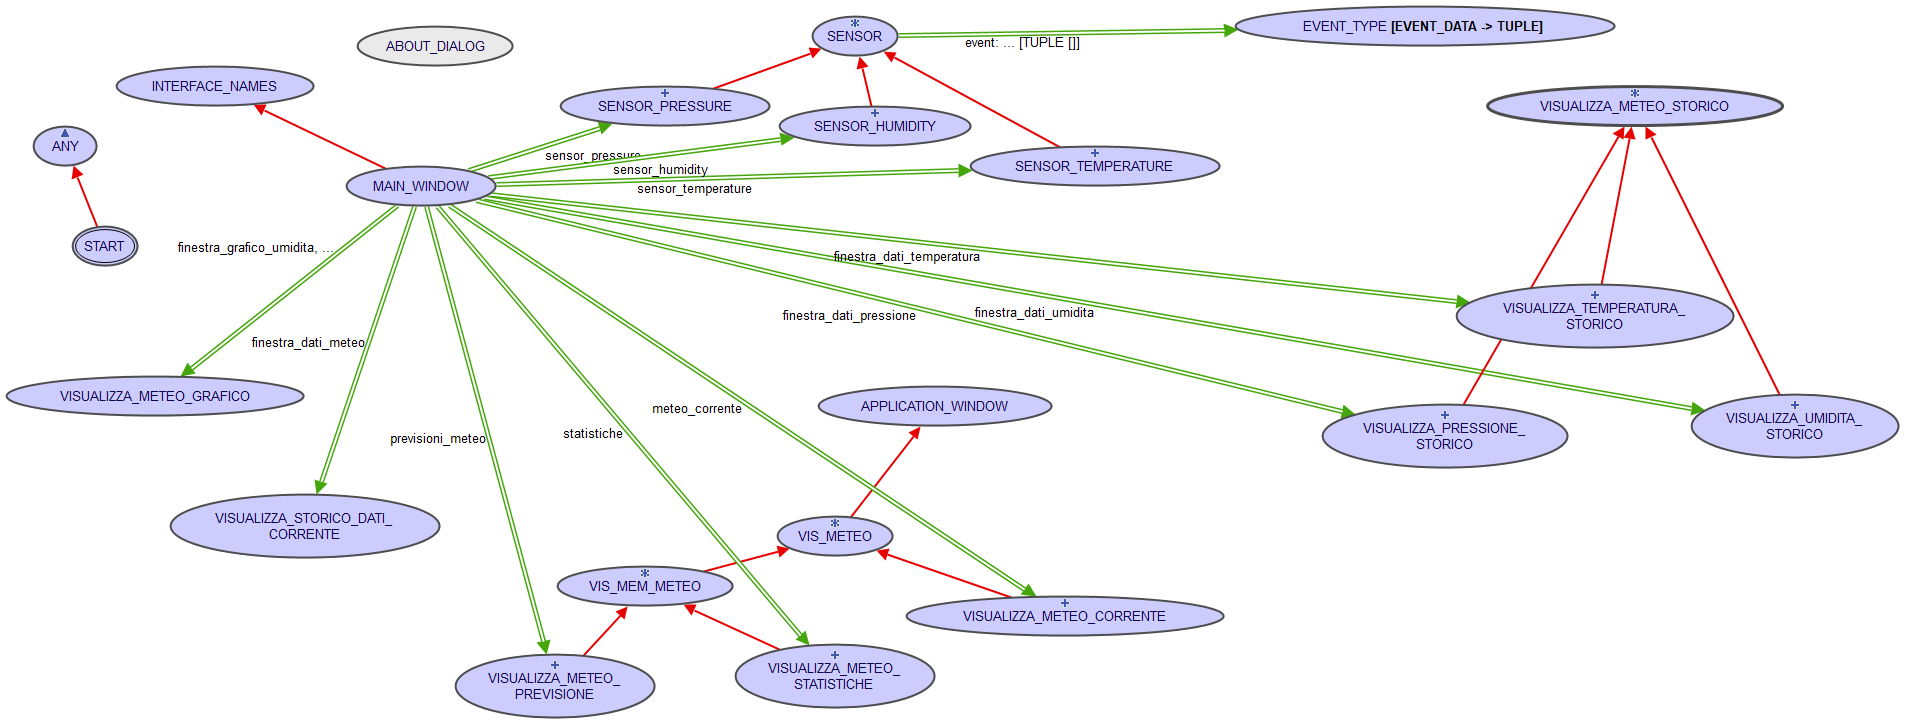 SENSOR
EVENT_TYPE [EVENT_DATA -> TUPLE]
event: ... [TUPLE []]
ABOUT_DIALOG
INTERFACE_NAMES
SENSOR_PRESSURE
VISUALIZZA_METEO_STORICO
SENSOR_HUMIDITY
ANY
sensor_pressure
SENSOR_TEMPERATURE
sensor_humidity
MAIN_WINDOW
sensor_temperature
START
finestra_grafico_umidita, ...
finestra_dati_temperatura
VISUALIZZA_TEMPERATURA_
STORICO
finestra_dati_pressione
finestra_dati_umidita
finestra_dati_meteo
VISUALIZZA_METEO_GRAFICO
meteo_corrente
APPLICATION_WINDOW
VISUALIZZA_PRESSIONE_
STORICO
VISUALIZZA_UMIDITA_
STORICO
previsioni_meteo
statistiche
VISUALIZZA_STORICO_DATI_
CORRENTE
VIS_METEO
VIS_MEM_METEO
VISUALIZZA_METEO_CORRENTE
VISUALIZZA_METEO_
PREVISIONE
VISUALIZZA_METEO_
STATISTICHE